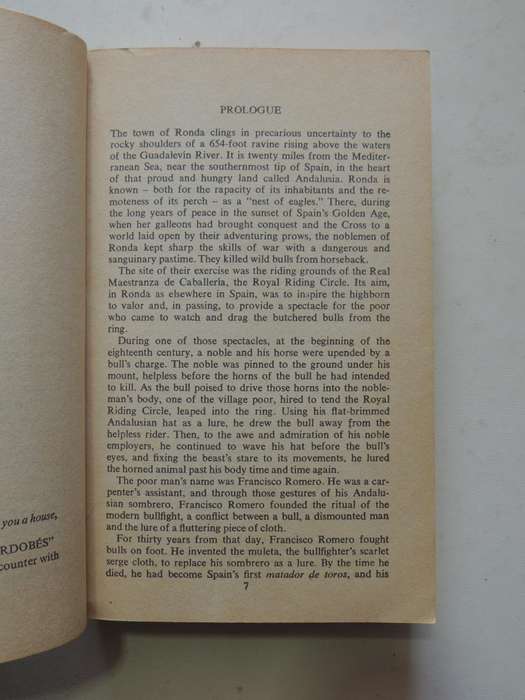 you a house,
RDOBÉS"
counter with
PROLOGUE
The town of Ronda clings in precarious uncertainty to the
rocky shoulders of a 654-foot ravine rising above the waters
of the Guadalevin River. It is twenty miles from the Mediter-
ranean Sea, near the southernmost tip of Spain, in the heart
of that proud and hungry land called Andalusia. Ronda is
known – both for the rapacity of its inhabitants and the re-
moteness of its perch – as a "nest of eagles." There, during
the long years of peace in the sunset of Spain's Golden Age,
when her galleons had brought conquest and the Cross to a
world laid open by their adventuring prows, the noblemen of
Ronda kept sharp the skills of war with a dangerous and
sanguinary pastime. They killed wild bulls from horseback.
The site of their exercise was the riding grounds of the Real
Maestranza de Caballería, the Royal Riding Circle. Its aim,
in Ronda as elsewhere in Spain, was to inspire the highborn
to valor and, in passing, to provide a spectacle for the poor
who came to watch and drag the butchered bulls from the
ring.
During one of those spectacles, at the beginning of the
eighteenth century, a noble and his horse were upended by a
bull's charge. The noble was pinned to the ground under his
mount, helpless before the horns of the bull he had intended
to kill. As the bull poised to drive those horns into the noble-
man's body, one of the village poor, hired to tend the Royal
Riding Circle, leaped into the ring. Using his flat-brimmed
Andalusian hat as a lure, he drew the bull away from the
helpless rider. Then, to the awe and admiration of his noble
employers, he continued to wave his hat before the bull's
eyes, and fixing the beast's stare to its movements, he lured
the horned animal past his body time and time again.
The poor man's name was Francisco Romero. He was a car-
penter's assistant, and through those gestures of his Andalu-
sian sombrero, Francisco Romero founded the ritual of the
modern bullfight, a conflict between a bull, a dismounted man
and the lure of a fluttering piece of cloth.
For thirty years from that day, Francisco Romero fought
bulls on foot. He invented the muleta, the bullfighter's scarlet
serge cloth, to replace his sombrero as a lure. By the time he
died, he had become Spain's first matador de toros, and his
7